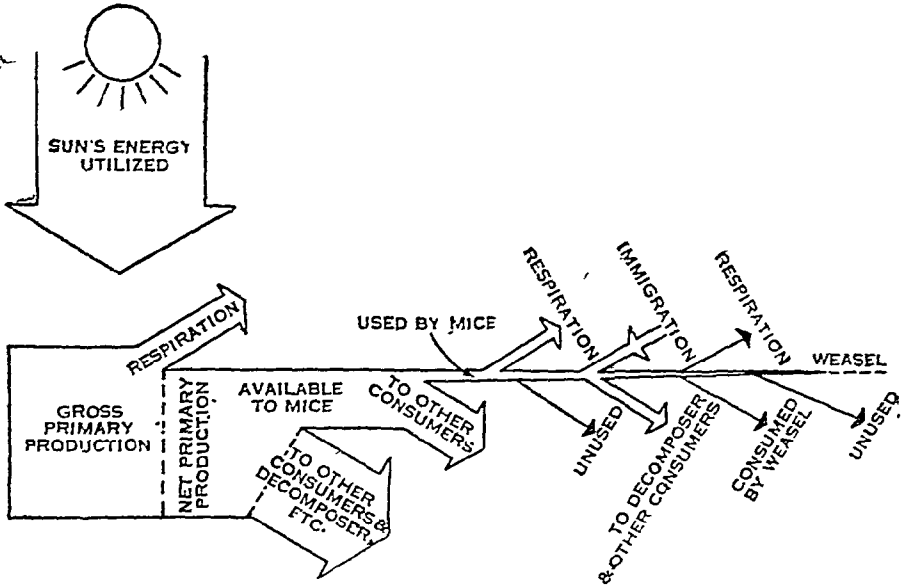 SUN'S ENERGY
UTILIZED
RESPIRATION
GROSS
PRIMARY
PRODUCTION
NET PRIMARY
PRODUCTION
AVAILABLE
TO MICE
TO OTHER
CONSUMERS &
DECOMPOSER,
ETC.
TO OTHER
CONSUMERS
USED BY MICE
RESPIRATION
UNUSED
IMMIGRATION
TO DECOMPOSER
& OTHER CONSUMERS
RESPIRATION
CONSUMED
BY WEASEL
WEASEL
UNUSED